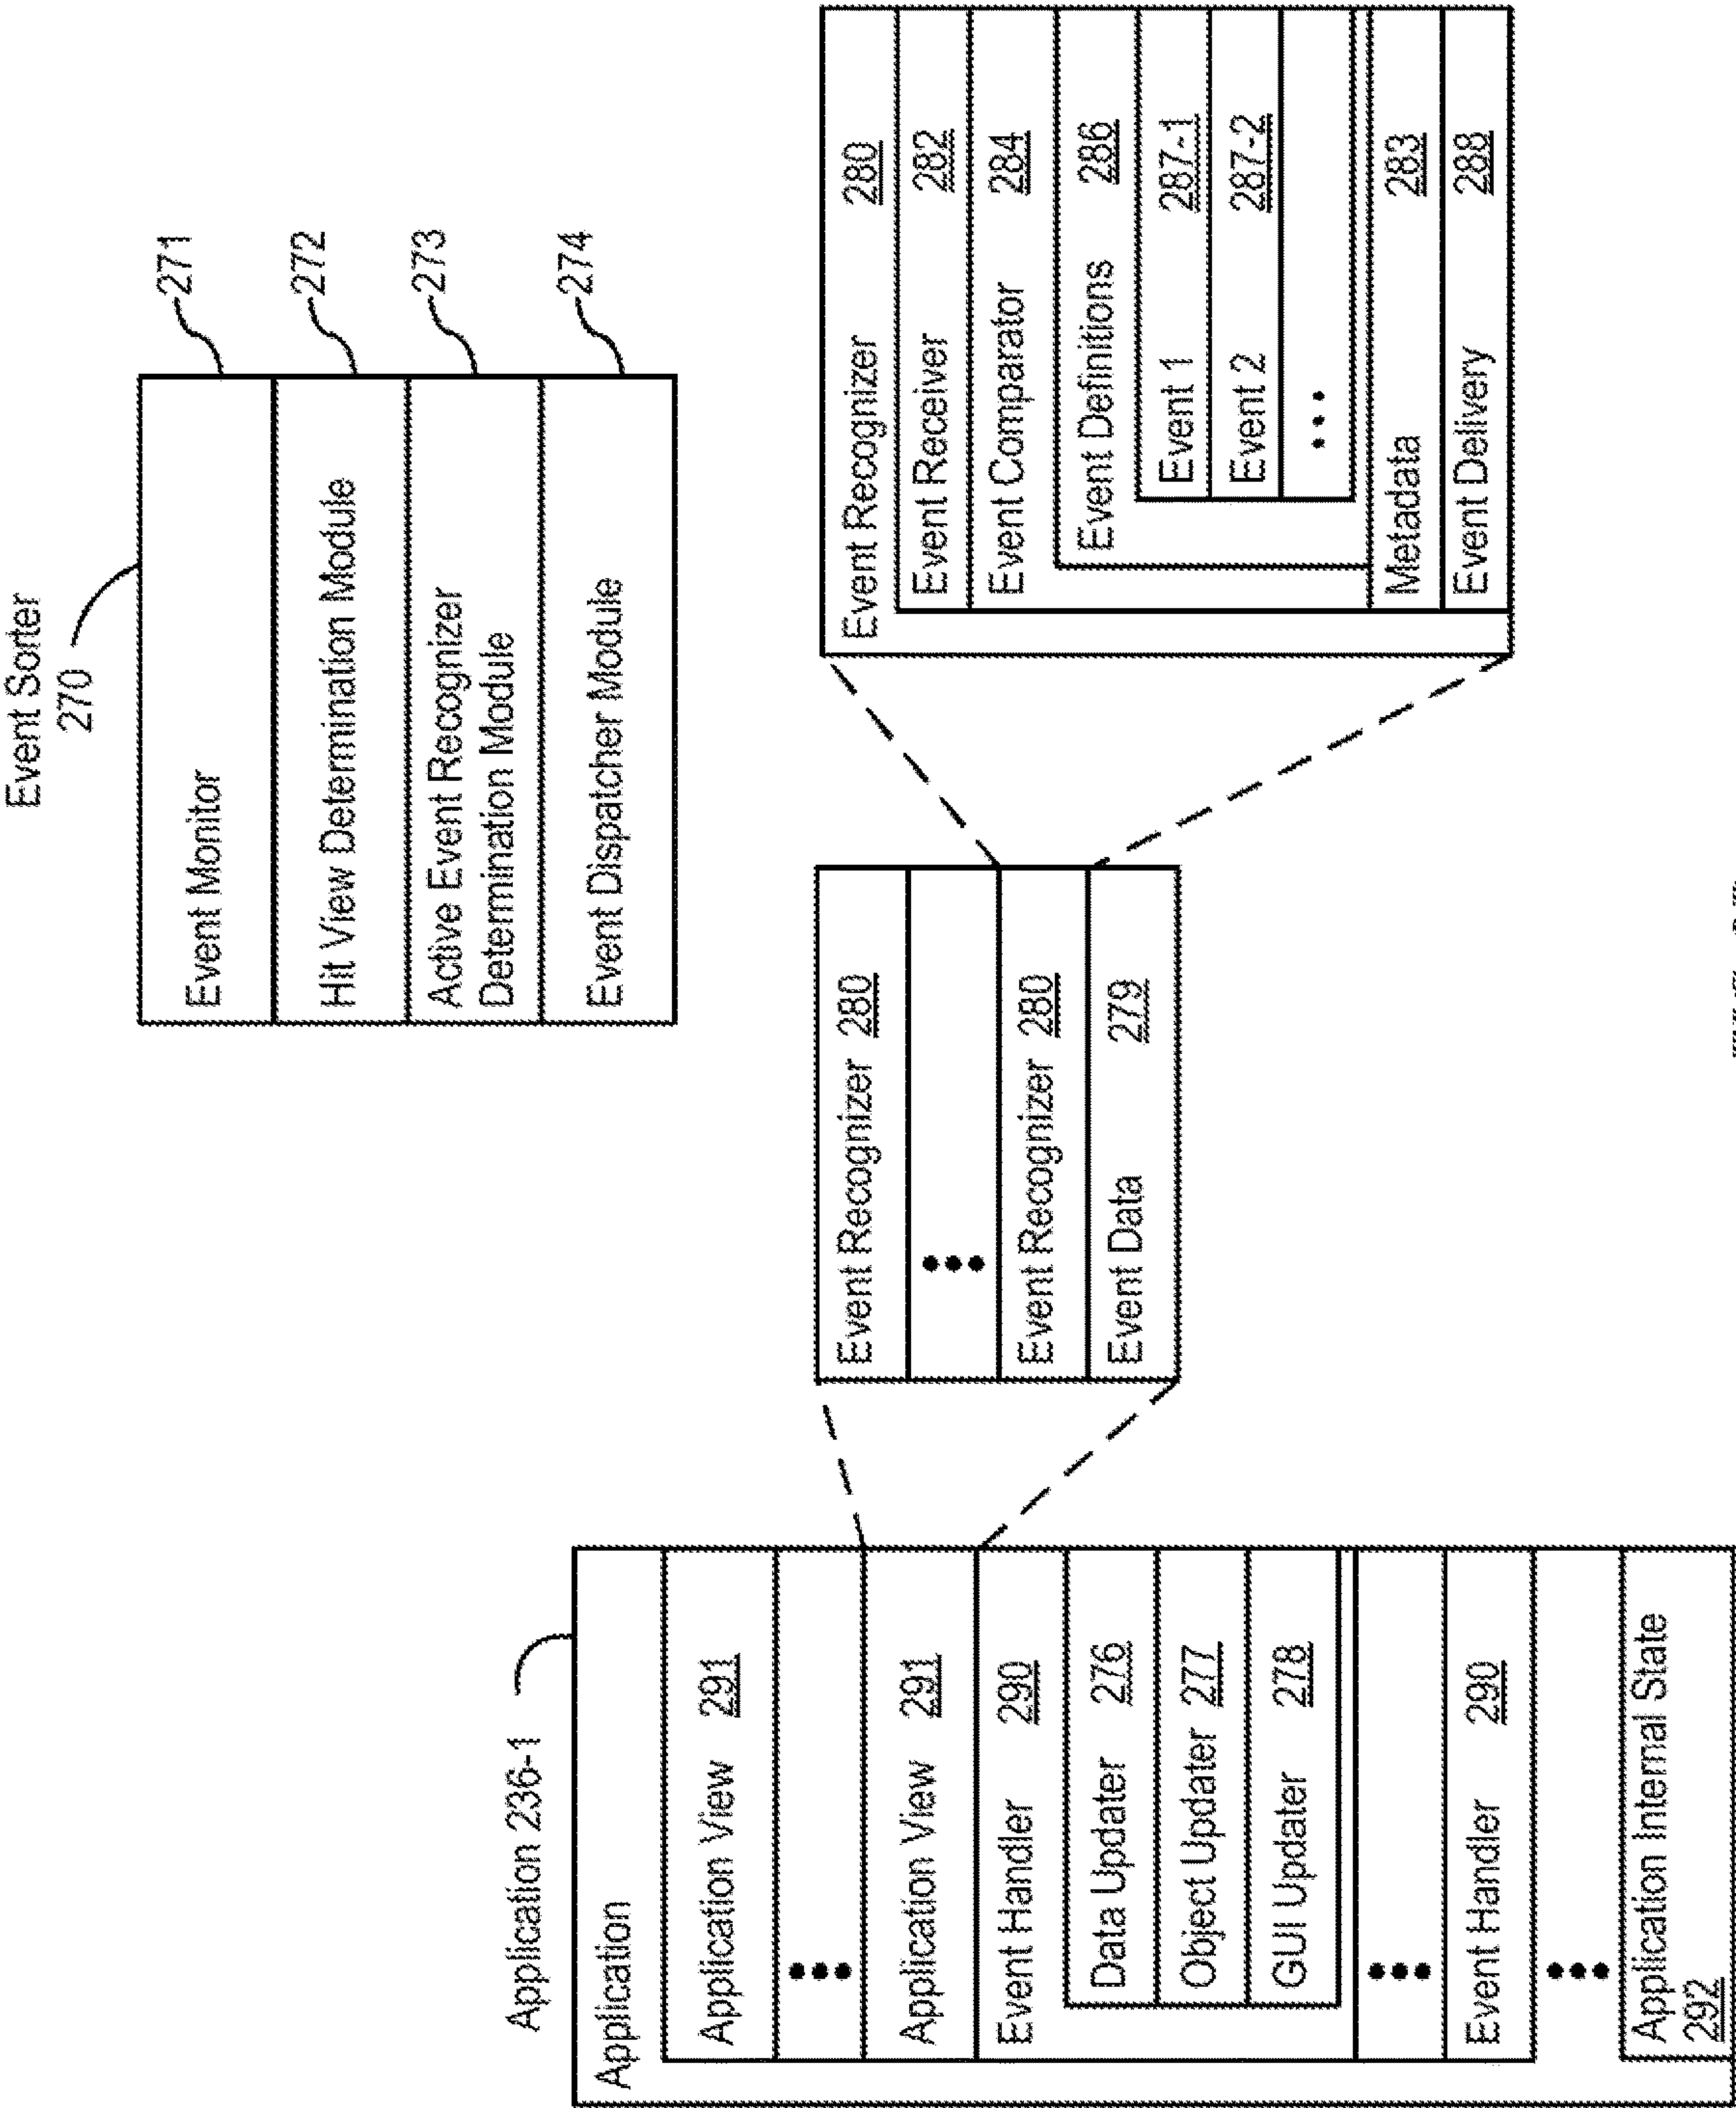 Event Sorter
270
Event Monitor
271
Hit View Determination Module
272
Active Event Recognizer
Determination Module
273
Event Dispatcher Module
274
Application 236-1
Application
Application View 291
Application View 291
Event Handler 290
Data Updater 276
Object Updater 277
GUI Updater 278
Event Handler 290
Application Internal State
292
Event Recognizer 280
Event Recognizer 280
Event Data 279
Event Recognizer 280
Event Receiver 282
Event Comparator 284
Event Definitions 286
Event 1 287-1
Event 2 287-2
Metadata 283
Event Delivery 288